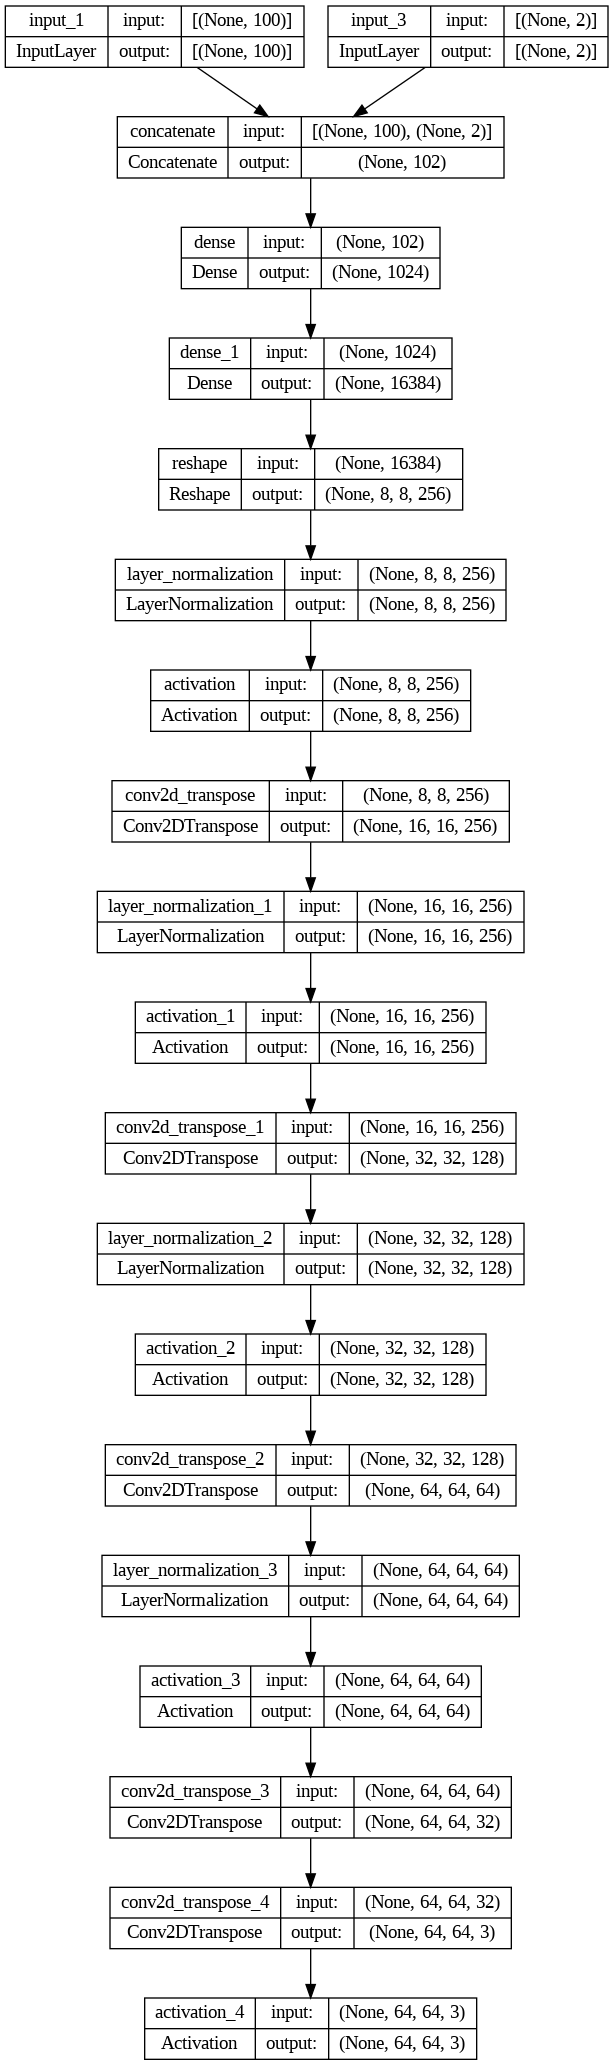 input_1 input: [(None, 100)]
InputLayer output: [(None, 100)]
input_3 input: [(None, 2)]
InputLayer output: [(None, 2)]
concatenate input: [(None, 100), (None, 2)]
Concatenate output: (None, 102)
dense input: (None, 102)
Dense output: (None, 1024)
dense_1 input: (None, 1024)
Dense output: (None, 16384)
reshape input: (None, 16384)
Reshape output: (None, 8, 8, 256)
layer_normalization input: (None, 8, 8, 256)
LayerNormalization output: (None, 8, 8, 256)
activation input: (None, 8, 8, 256)
Activation output: (None, 8, 8, 256)
conv2d_transpose input: (None, 8, 8, 256)
Conv2DTranspose output: (None, 16, 16, 256)
layer_normalization_1 input: (None, 16, 16, 256)
LayerNormalization output: (None, 16, 16, 256)
activation_1 input: (None, 16, 16, 256)
Activation output: (None, 16, 16, 256)
conv2d_transpose_1 input: (None, 16, 16, 256)
Conv2DTranspose output: (None, 32, 32, 128)
layer_normalization_2 input: (None, 32, 32, 128)
LayerNormalization output: (None, 32, 32, 128)
activation_2 input: (None, 32, 32, 128)
Activation output: (None, 32, 32, 128)
conv2d_transpose_2 input: (None, 32, 32, 128)
Conv2DTranspose output: (None, 64, 64, 64)
layer_normalization_3 input: (None, 64, 64, 64)
LayerNormalization output: (None, 64, 64, 64)
activation_3 input: (None, 64, 64, 64)
Activation output: (None, 64, 64, 64)
conv2d_transpose_3 input: (None, 64, 64, 64)
Conv2DTranspose output: (None, 64, 64, 32)
conv2d_transpose_4 input: (None, 64, 64, 32)
Conv2DTranspose output: (None, 64, 64, 3)
activation_4 input: (None, 64, 64, 3)
Activation output: (None, 64, 64, 3)